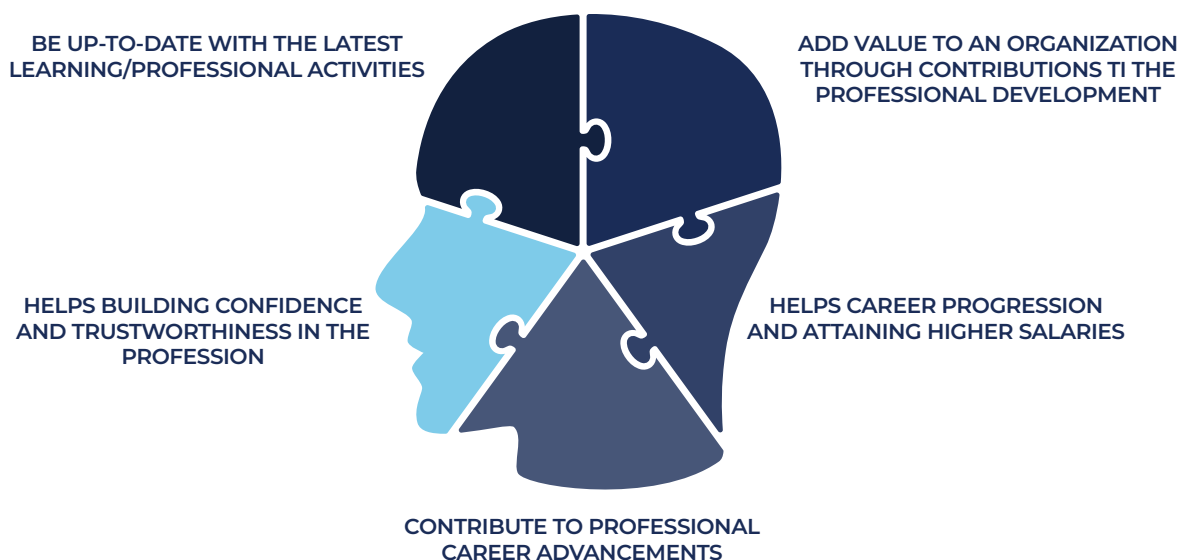 BE UP-TO-DATE WITH THE LATEST
LEARNING/PROFESSIONAL ACTIVITIES
ADD VALUE TO AN ORGANIZATION
THROUGH CONTRIBUTIONS TI THE
PROFESSIONAL DEVELOPMENT
HELPS BUILDING CONFIDENCE
AND TRUSTWORTHINESS IN THE
PROFESSION
HELPS CAREER PROGRESSION
AND ATTAINING HIGHER SALARIES
CONTRIBUTE TO PROFESSIONAL
CAREER ADVANCEMENTS